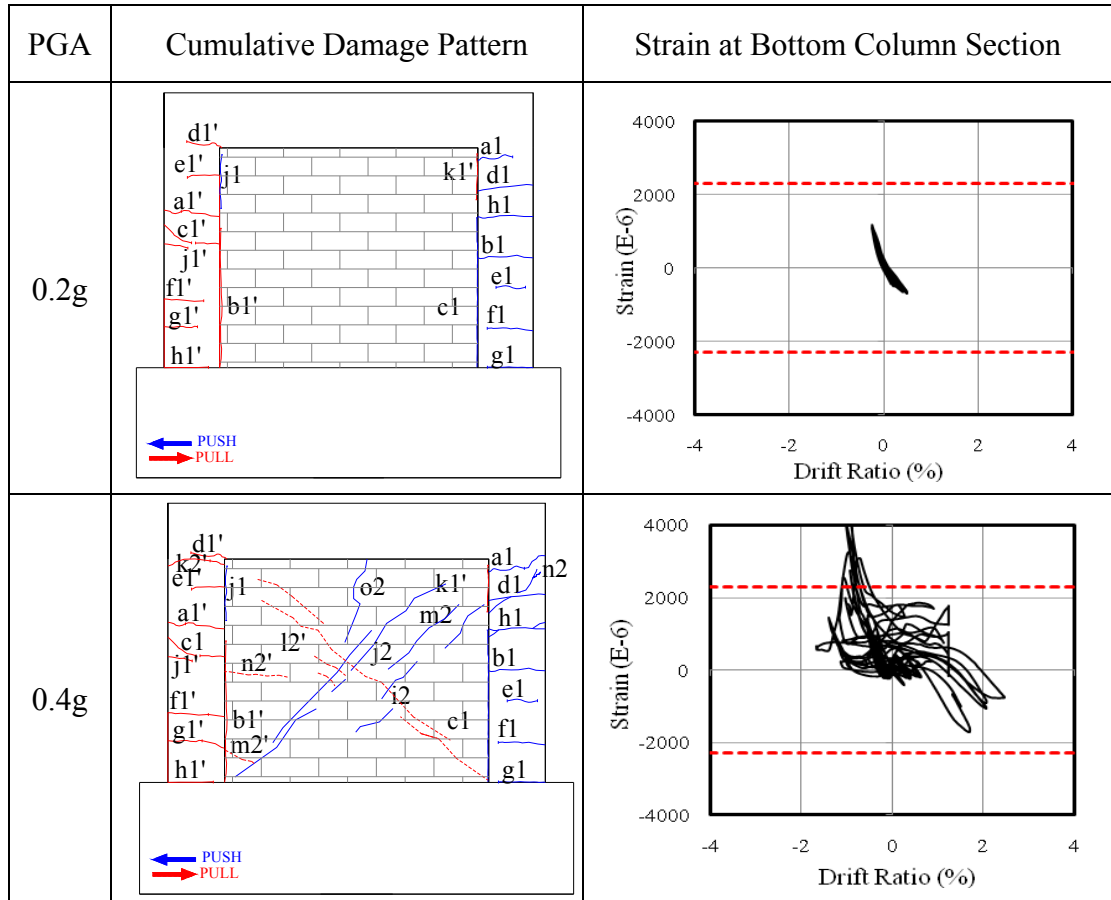 PGA Cumulative Damage Pattern Strain at Bottom Column Section
0.2g
d1'
e1'
j1
a1'
c1'
j1'
f1'
b1'
g1'
h1'
k1'
c1
a1
d1
h1
b1
e1
f1
g1
PUSH
PULL
4000
2000
0
-2000
-4000
Strain (E-6)
-4 -2 0 2 4
Drift Ratio (%)
0.4g
d1'
k2'
e1'
j1
a1'
c1
j1'
f1'
b1'
g1'
m2'
h1'
o2
k1'
m2
l2'
j2
n2'
i2
c1
a1
n2
d1
h1
b1
e1
f1
g1
PUSH
PULL
4000
2000
0
-2000
-4000
Strain (E-6)
-4 -2 0 2 4
Drift Ratio (%)